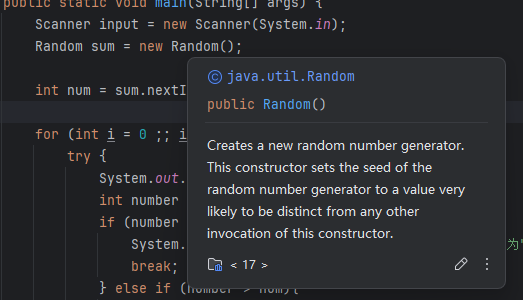 public static void main(String[] args) {
Scanner input = new Scanner(System.in);
Random sum = new Random();
int num = sum.nextI
for (int i = 0 ;; i
try {
System.out.
int number
if (number
System.
为"
break;
} else if (number > num){
java.util.Random
public Random()
Creates a new random number generator.
This constructor sets the seed of the
random number generator to a value very
likely to be distinct from any other
invocation of this constructor.
< 17 >